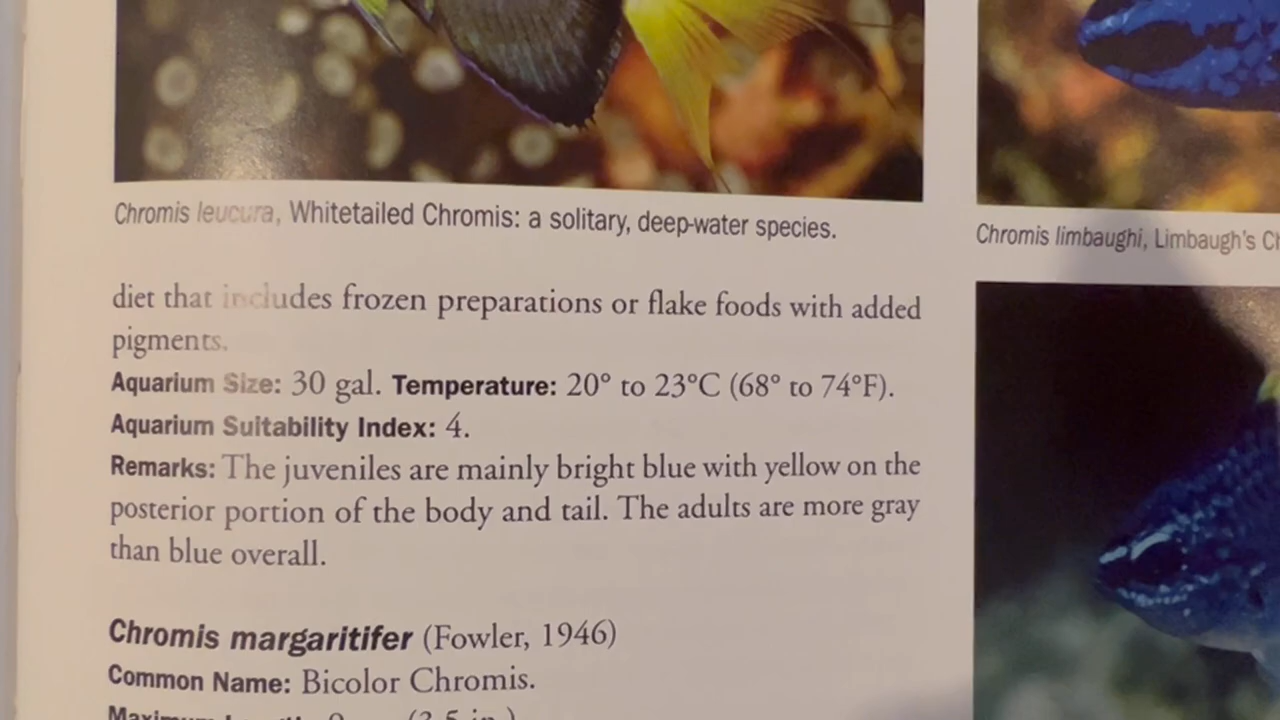 Chromis leucura, Whitetailed Chromis: a solitary, deep-water species.
diet that includes frozen preparations or flake foods with added
pigments.
Aquarium Size: 30 gal. Temperature: 20° to 23°C (68° to 74°F).
Aquarium Suitability Index: 4.
Remarks: The juveniles are mainly bright blue with yellow on the
posterior portion of the body and tail. The adults are more gray
than blue overall.
Chromis margaritifer (Fowler, 1946)
Common Name: Bicolor Chromis.
Chromis limbaughi, Limbaugh's